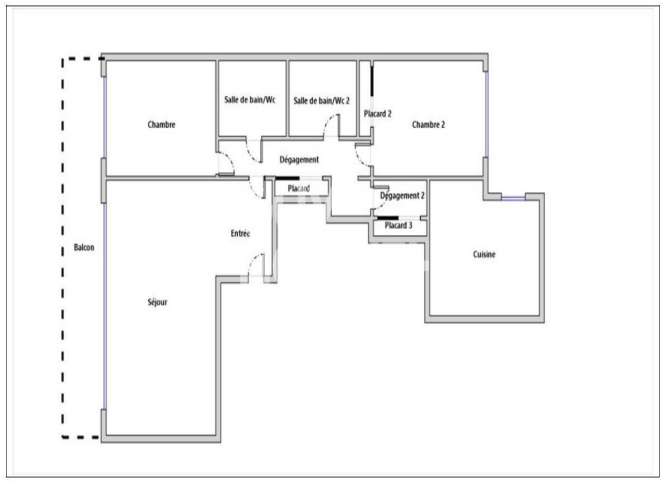 Salle de bain/Wc
Salle de bain/Wc 2
Placard 2
Chambre
Chambre 2
Dégagement
Placard
Dégagement 2
Placard 3
Entrée
Balcon
Cuisine
Séjour